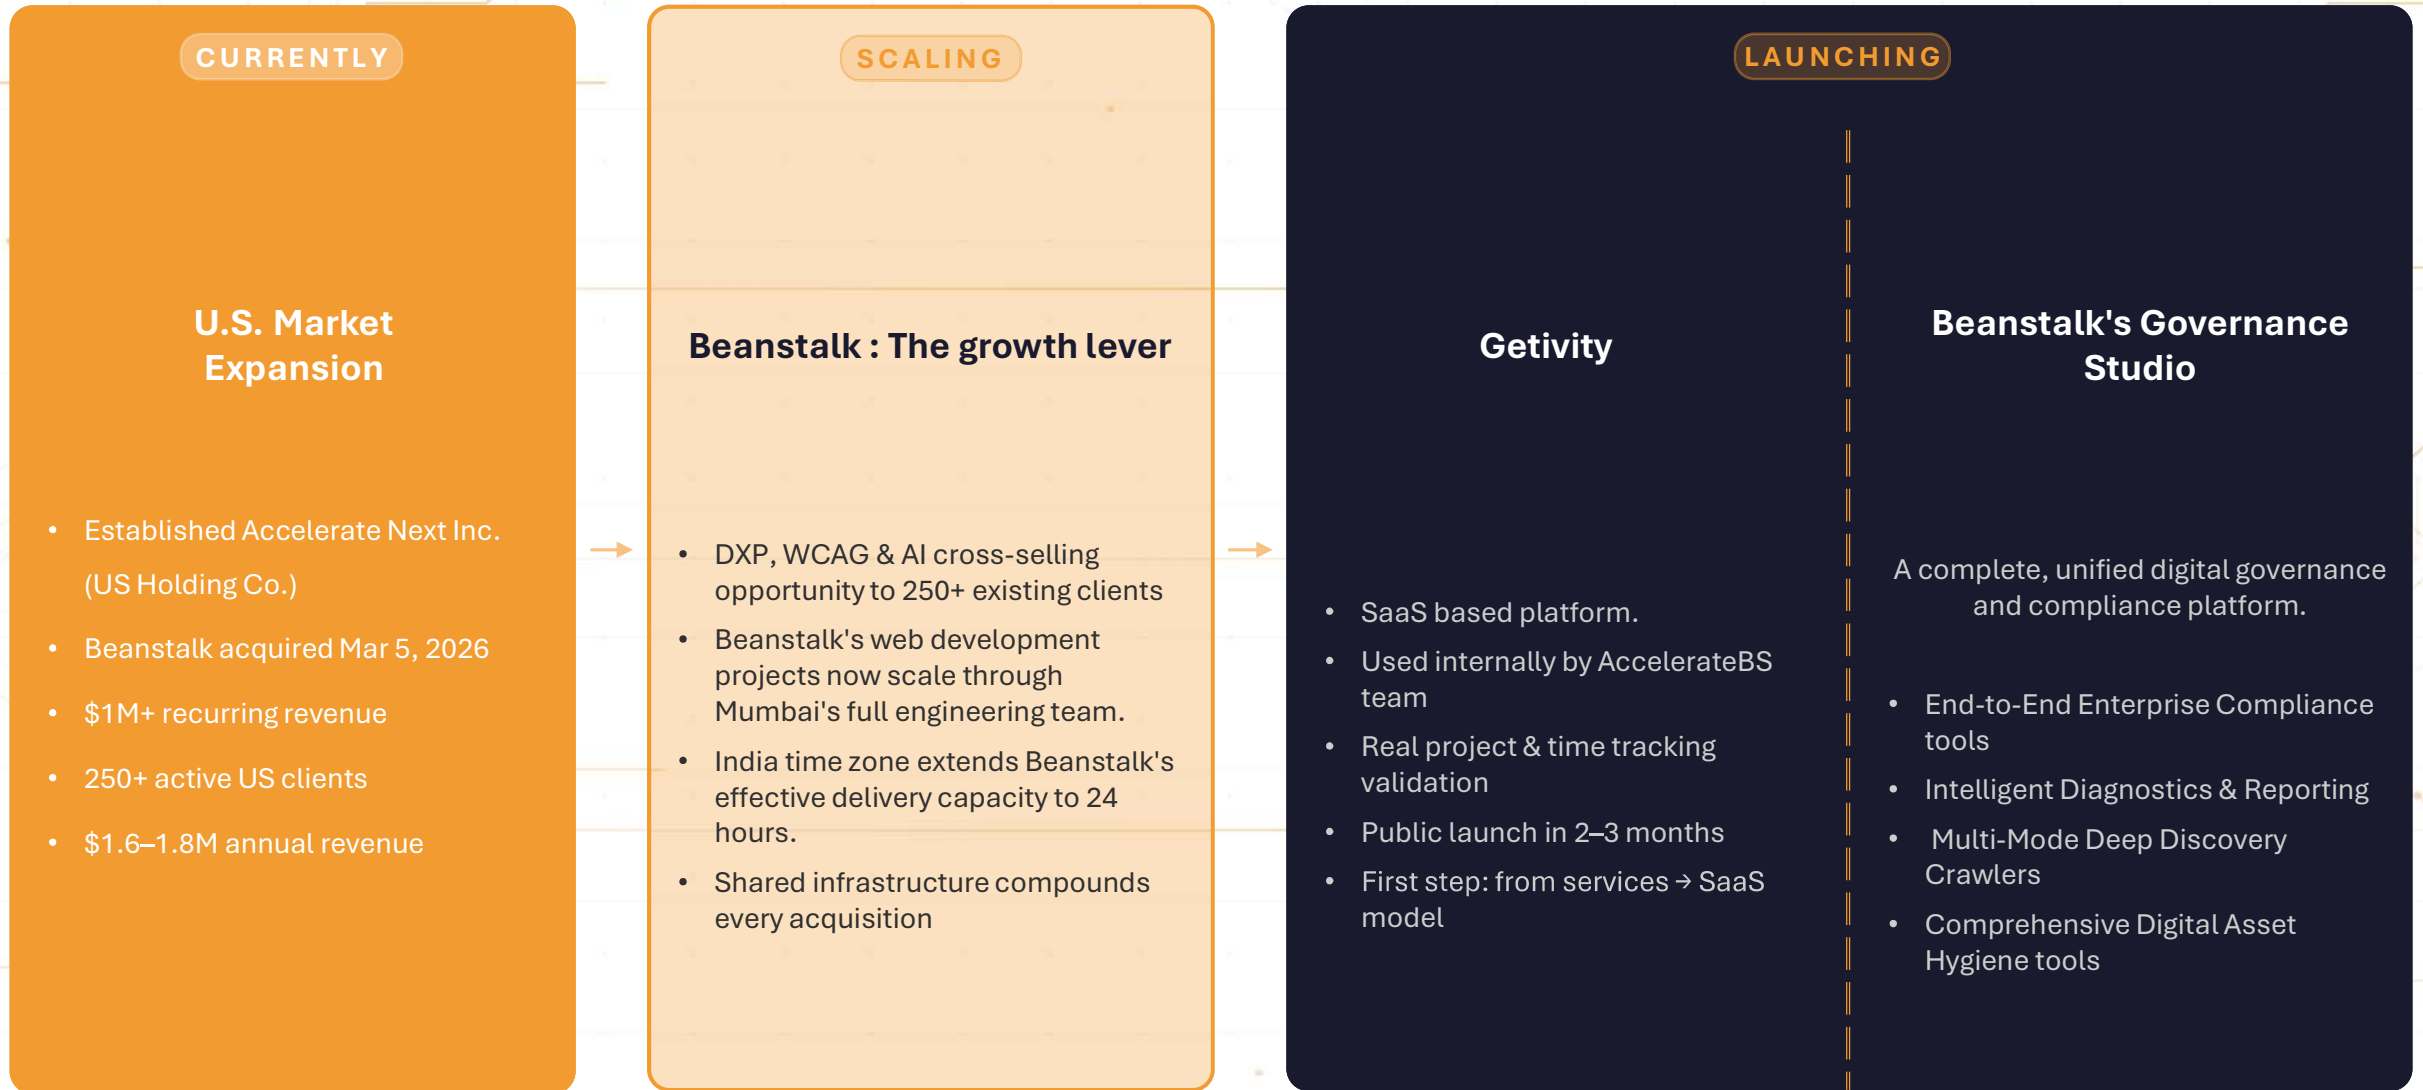 CURRENTLY
U.S. Market
Expansion
• Established Accelerate Next Inc.
(US Holding Co.)
• Beanstalk acquired Mar 5, 2026
• $1M+ recurring revenue
• 250+ active US clients
• $1.6–1.8M annual revenue
SCALING
Beanstalk : The growth lever
• DXP, WCAG & AI cross-selling
opportunity to 250+ existing clients
• Beanstalk's web development
projects now scale through
Mumbai's full engineering team.
• India time zone extends Beanstalk's
effective delivery capacity to 24
hours.
• Shared infrastructure compounds
every acquisition
LAUNCHING
Getivity
• SaaS based platform.
• Used internally by AccelerateBS
team
• Real project & time tracking
validation
• Public launch in 2–3 months
• First step: from services → SaaS
model
Beanstalk's Governance
Studio
A complete, unified digital governance
and compliance platform.
• End-to-End Enterprise Compliance
tools
• Intelligent Diagnostics & Reporting
• Multi-Mode Deep Discovery
Crawlers
• Comprehensive Digital Asset
Hygiene tools